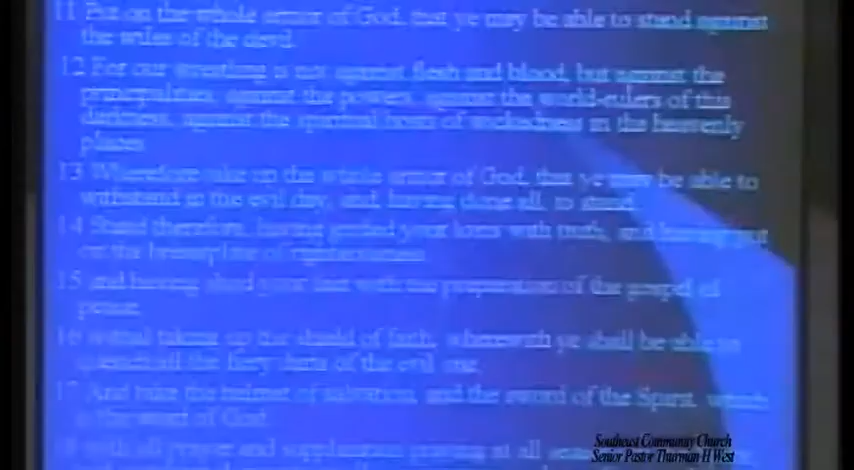 11 Put on the whole armor of God, that ye may be able to stand against
the wiles of the devil.
12 For our wrestling is not against flesh and blood, but against the
principalities, against the powers, against the world-rulers of this
darkness, against the spiritual hosts of wickedness in the heavenly
places.
13 Wherefore take up the whole armor of God, that ye may be able to
withstand in the evil day, and, having done all, to stand.
14 Stand therefore, having girded your loins with truth, and having put
on the breastplate of righteousness
15 and having shod your feet with the preparation of the gospel of
peace
16 withal taking up the shield of faith, wherewith ye shall be able to
quench all the fiery darts of the evil one.
17 And take the helmet of salvation, and the sword of the Spirit, which
is the word of God
18 with all prayer and supplication praying at all
Southeast Community Church
Senior Pastor Thurman H West